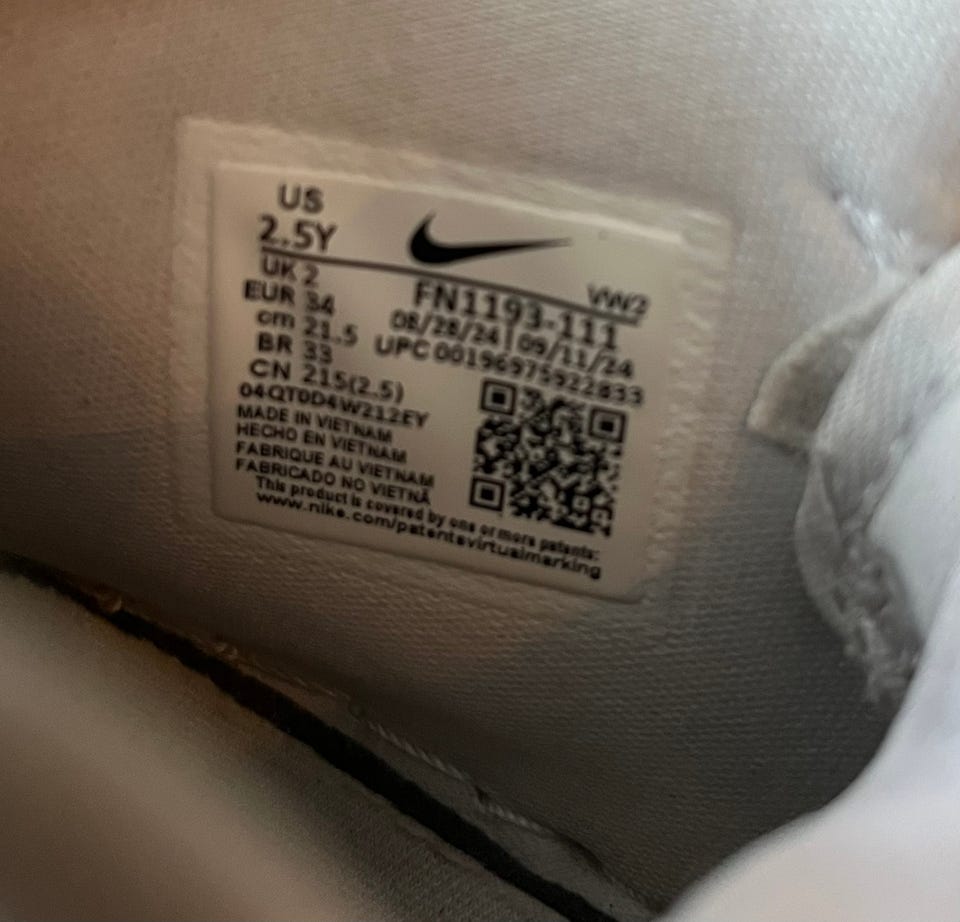 US
2.5Y
VW2
UK 2
FN1193-111
EUR 34
08/28/24 | 09/11/24
cm 21.5
UPC 00196975922833
BR 33
CN 215(2.5)
04QT0D4W212EY
MADE IN VIETNAM
HECHO EN VIETNAM
FABRIQUE AU VIETNAM
FABRICADO NO VIETNÃ
This product is covered by one or more patents:
www.nike.com/patentsvirtualmarking